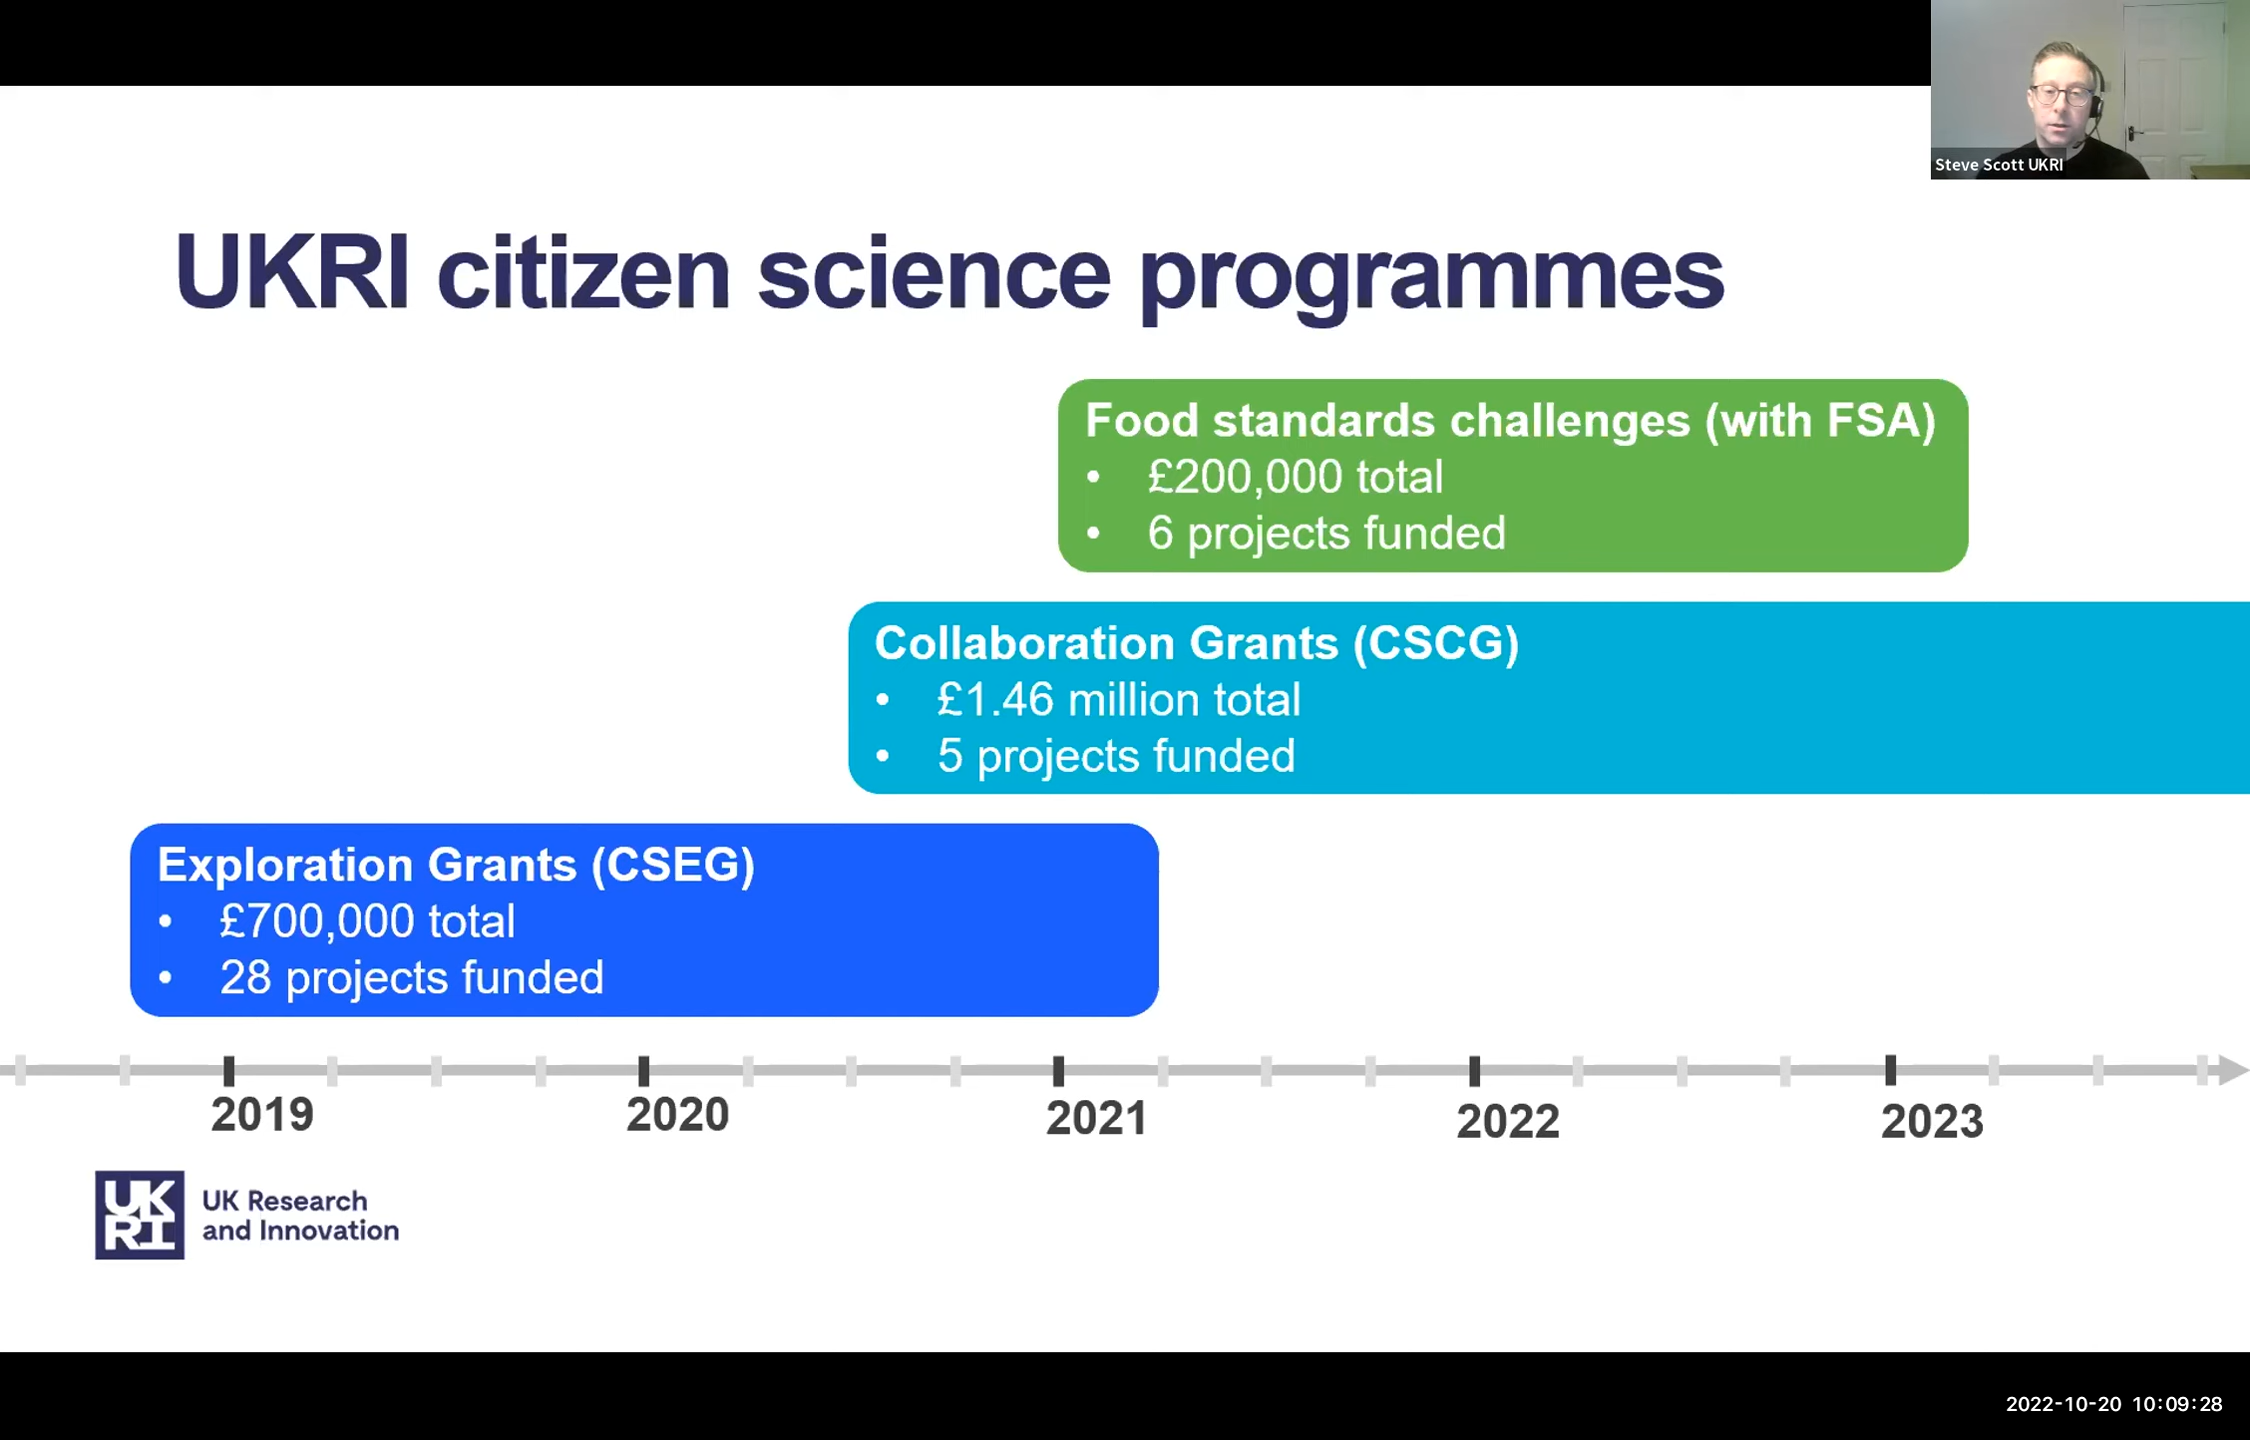 Steve Scott UKRI
UKRI citizen science programmes
Food standards challenges (with FSA)
• £200,000 total
• 6 projects funded
Collaboration Grants (CSCG)
• £1.46 million total
• 5 projects funded
Exploration Grants (CSEG)
• £700,000 total
• 28 projects funded
2019 2020 2021 2022 2023
UK
RI
UK Research
and Innovation
2022-10-20 10:09:28